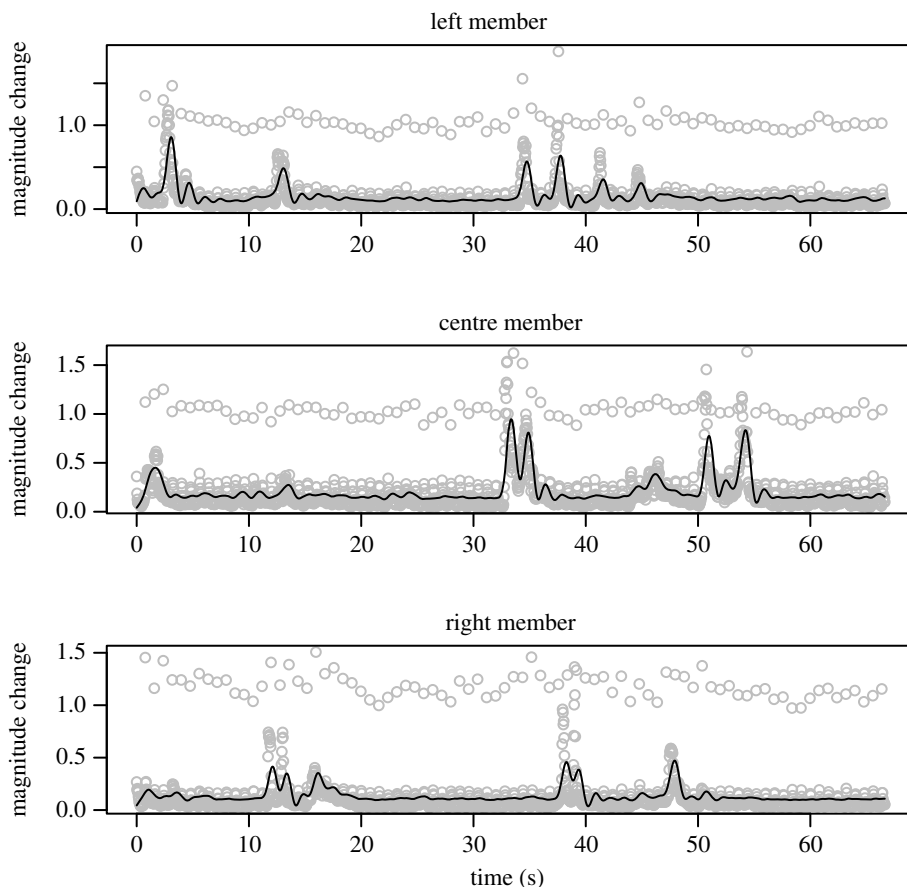 left member
magnitude change
1.0
0.0
0 10 20 30 40 50 60
centre member
magnitude change
1.5
1.0
0.5
0.0
0 10 20 30 40 50 60
right member
magnitude change
1.5
1.0
0.5
0.0
0 10 20 30 40 50 60
time (s)